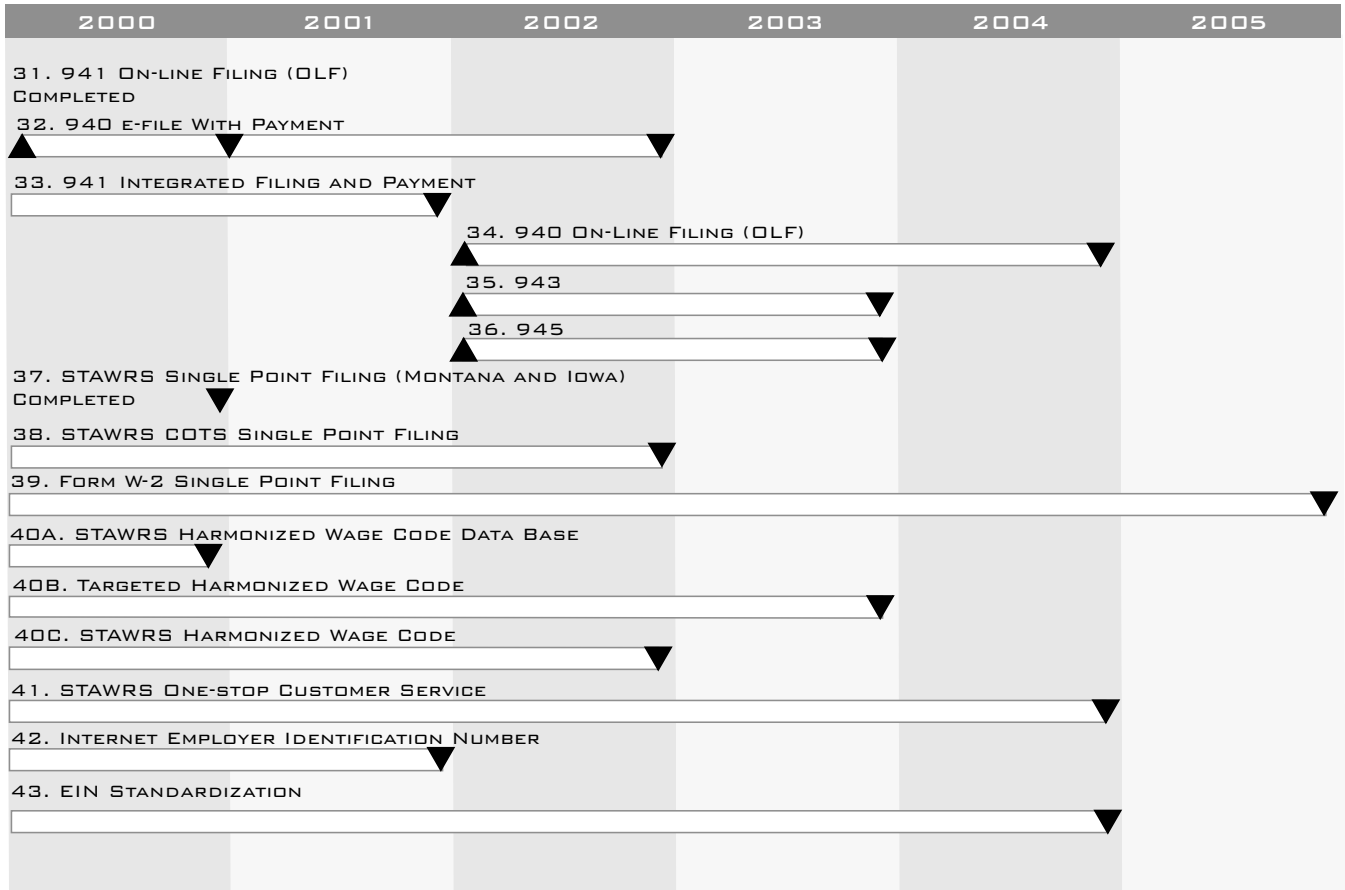 2000 2001 2002 2003 2004 2005
31. 941 On-line Filing (OLF)
Completed
32. 940 e-file With Payment
33. 941 Integrated Filing and Payment
34. 940 On-Line Filing (OLF)
35. 943
36. 945
37. STAWRS Single Point Filing (Montana and Iowa)
Completed
38. STAWRS COTS Single Point Filing
39. Form W-2 Single Point Filing
40A. STAWRS Harmonized Wage Code Data Base
40B. Targeted Harmonized Wage Code
40C. STAWRS Harmonized Wage Code
41. STAWRS One-stop Customer Service
42. Internet Employer Identification Number
43. EIN Standardization